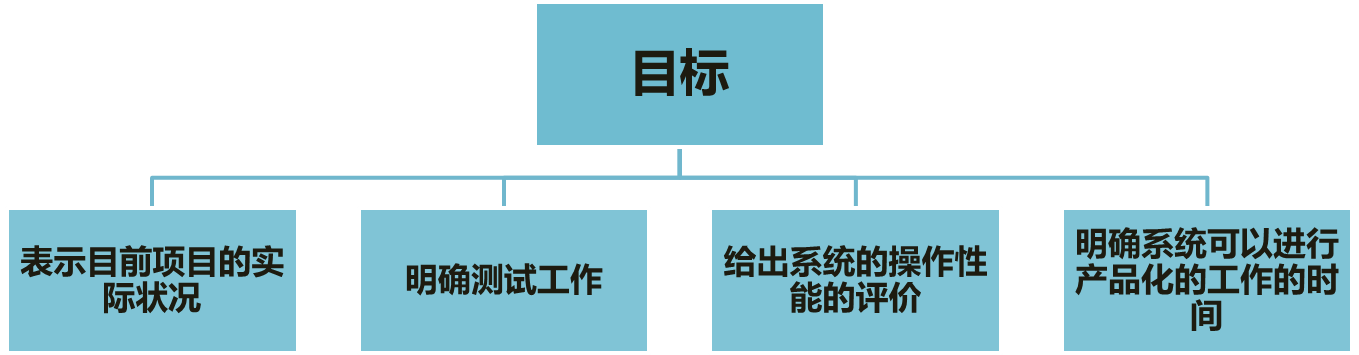 目标
表示目前项目的实
际状况
明确测试工作
给出系统的操作性
能的评价
明确系统可以进行
产品化的工作的时
间